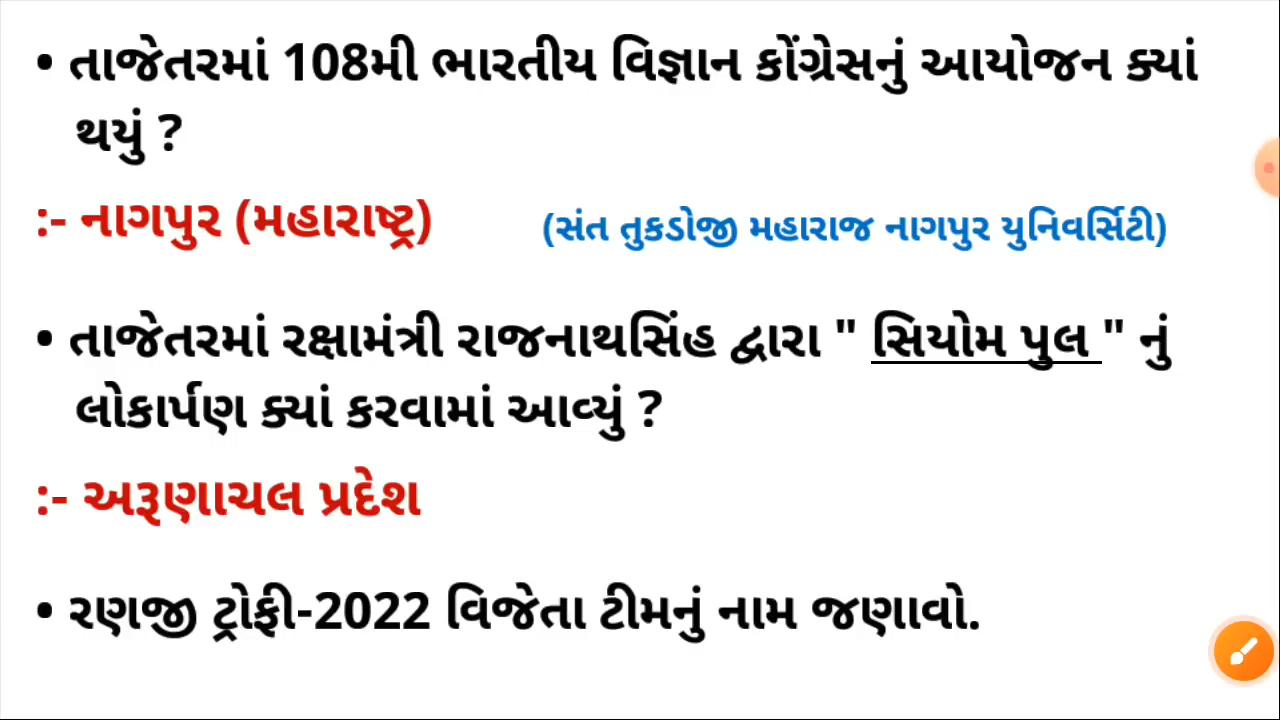 • તાજેતરમાં 108મી ભારતીય વિજ્ઞાન કોંગ્રેસનું આયોજન ક્યાં
થયું ?
:- નાગપુર (મહારાષ્ટ્ર) (સંત તુકડોજી મહારાજ નાગપુર યુનિવર્સિટી)
• તાજેતરમાં રક્ષામંત્રી રાજનાથસિંહ દ્વારા " સિયોમ પુલ " નું
લોકાર્પણ ક્યાં કરવામાં આવ્યું ?
:- અરૂણાચલ પ્રદેશ
• રણજી ટ્રોફી-2022 વિજેતા ટીમનું નામ જણાવો.